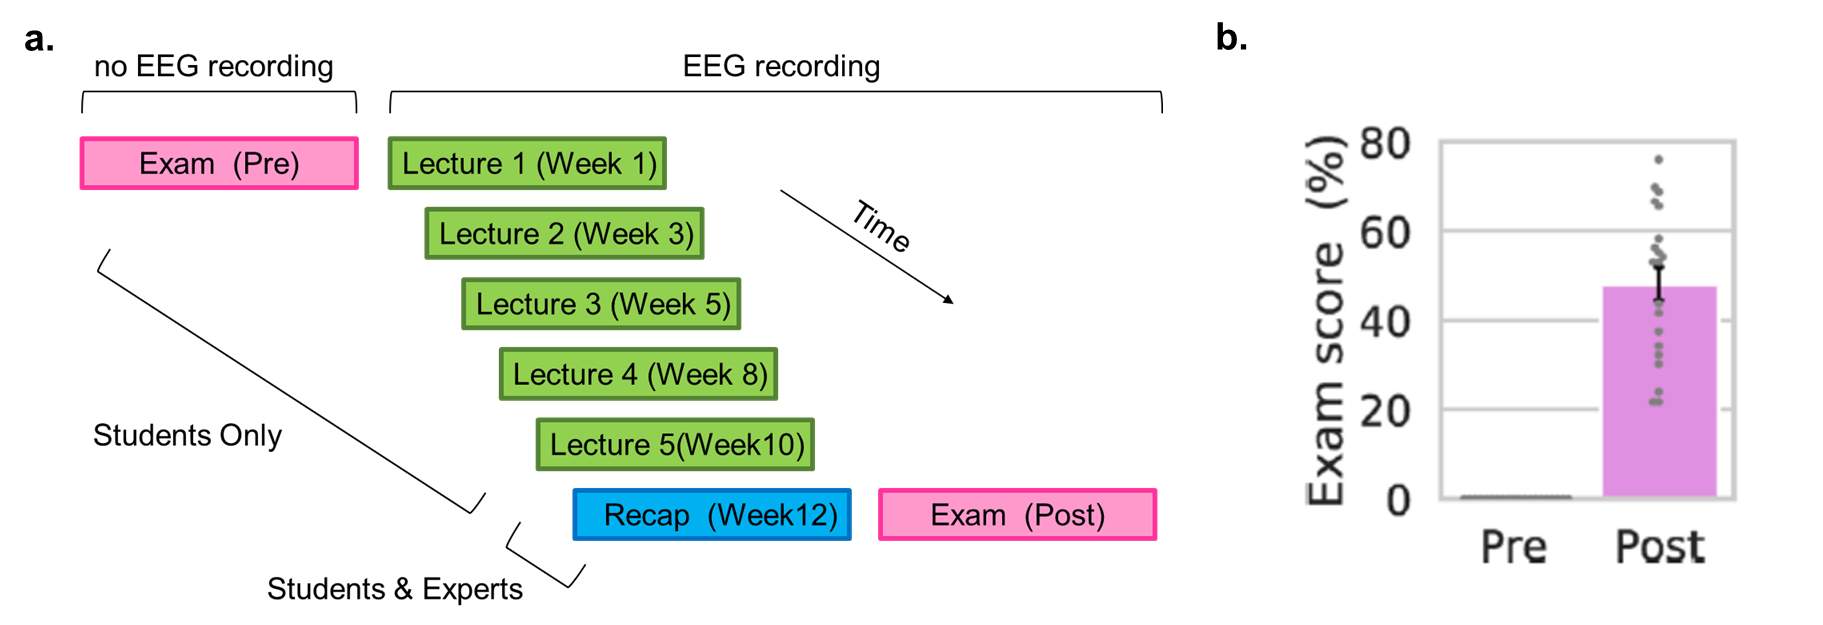 a.
no EEG recording
EEG recording
Exam (Pre)
Lecture 1 (Week 1)
Lecture 2 (Week 3)
Lecture 3 (Week 5)
Lecture 4 (Week 8)
Lecture 5(Week10)
Recap (Week12)
Exam (Post)
Time
Students Only
Students & Experts
b.
Exam score (%)
80
60
40
20
0
Pre
Post